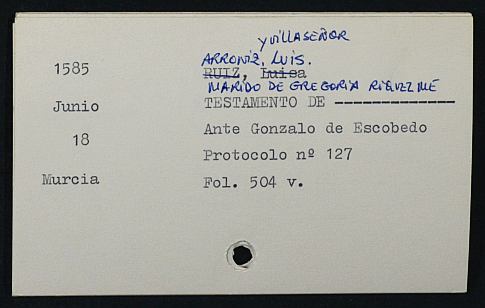 y VILLASEÑOR
1585 ARRONIZ, LUIS.
RUIZ, Luisa
MARIDO DE GREGORIA RIQUELME
Junio TESTAMENTO DE -------------
18 Ante Gonzalo de Escobedo
Protocolo nº 127
Murcia Fol. 504 v.